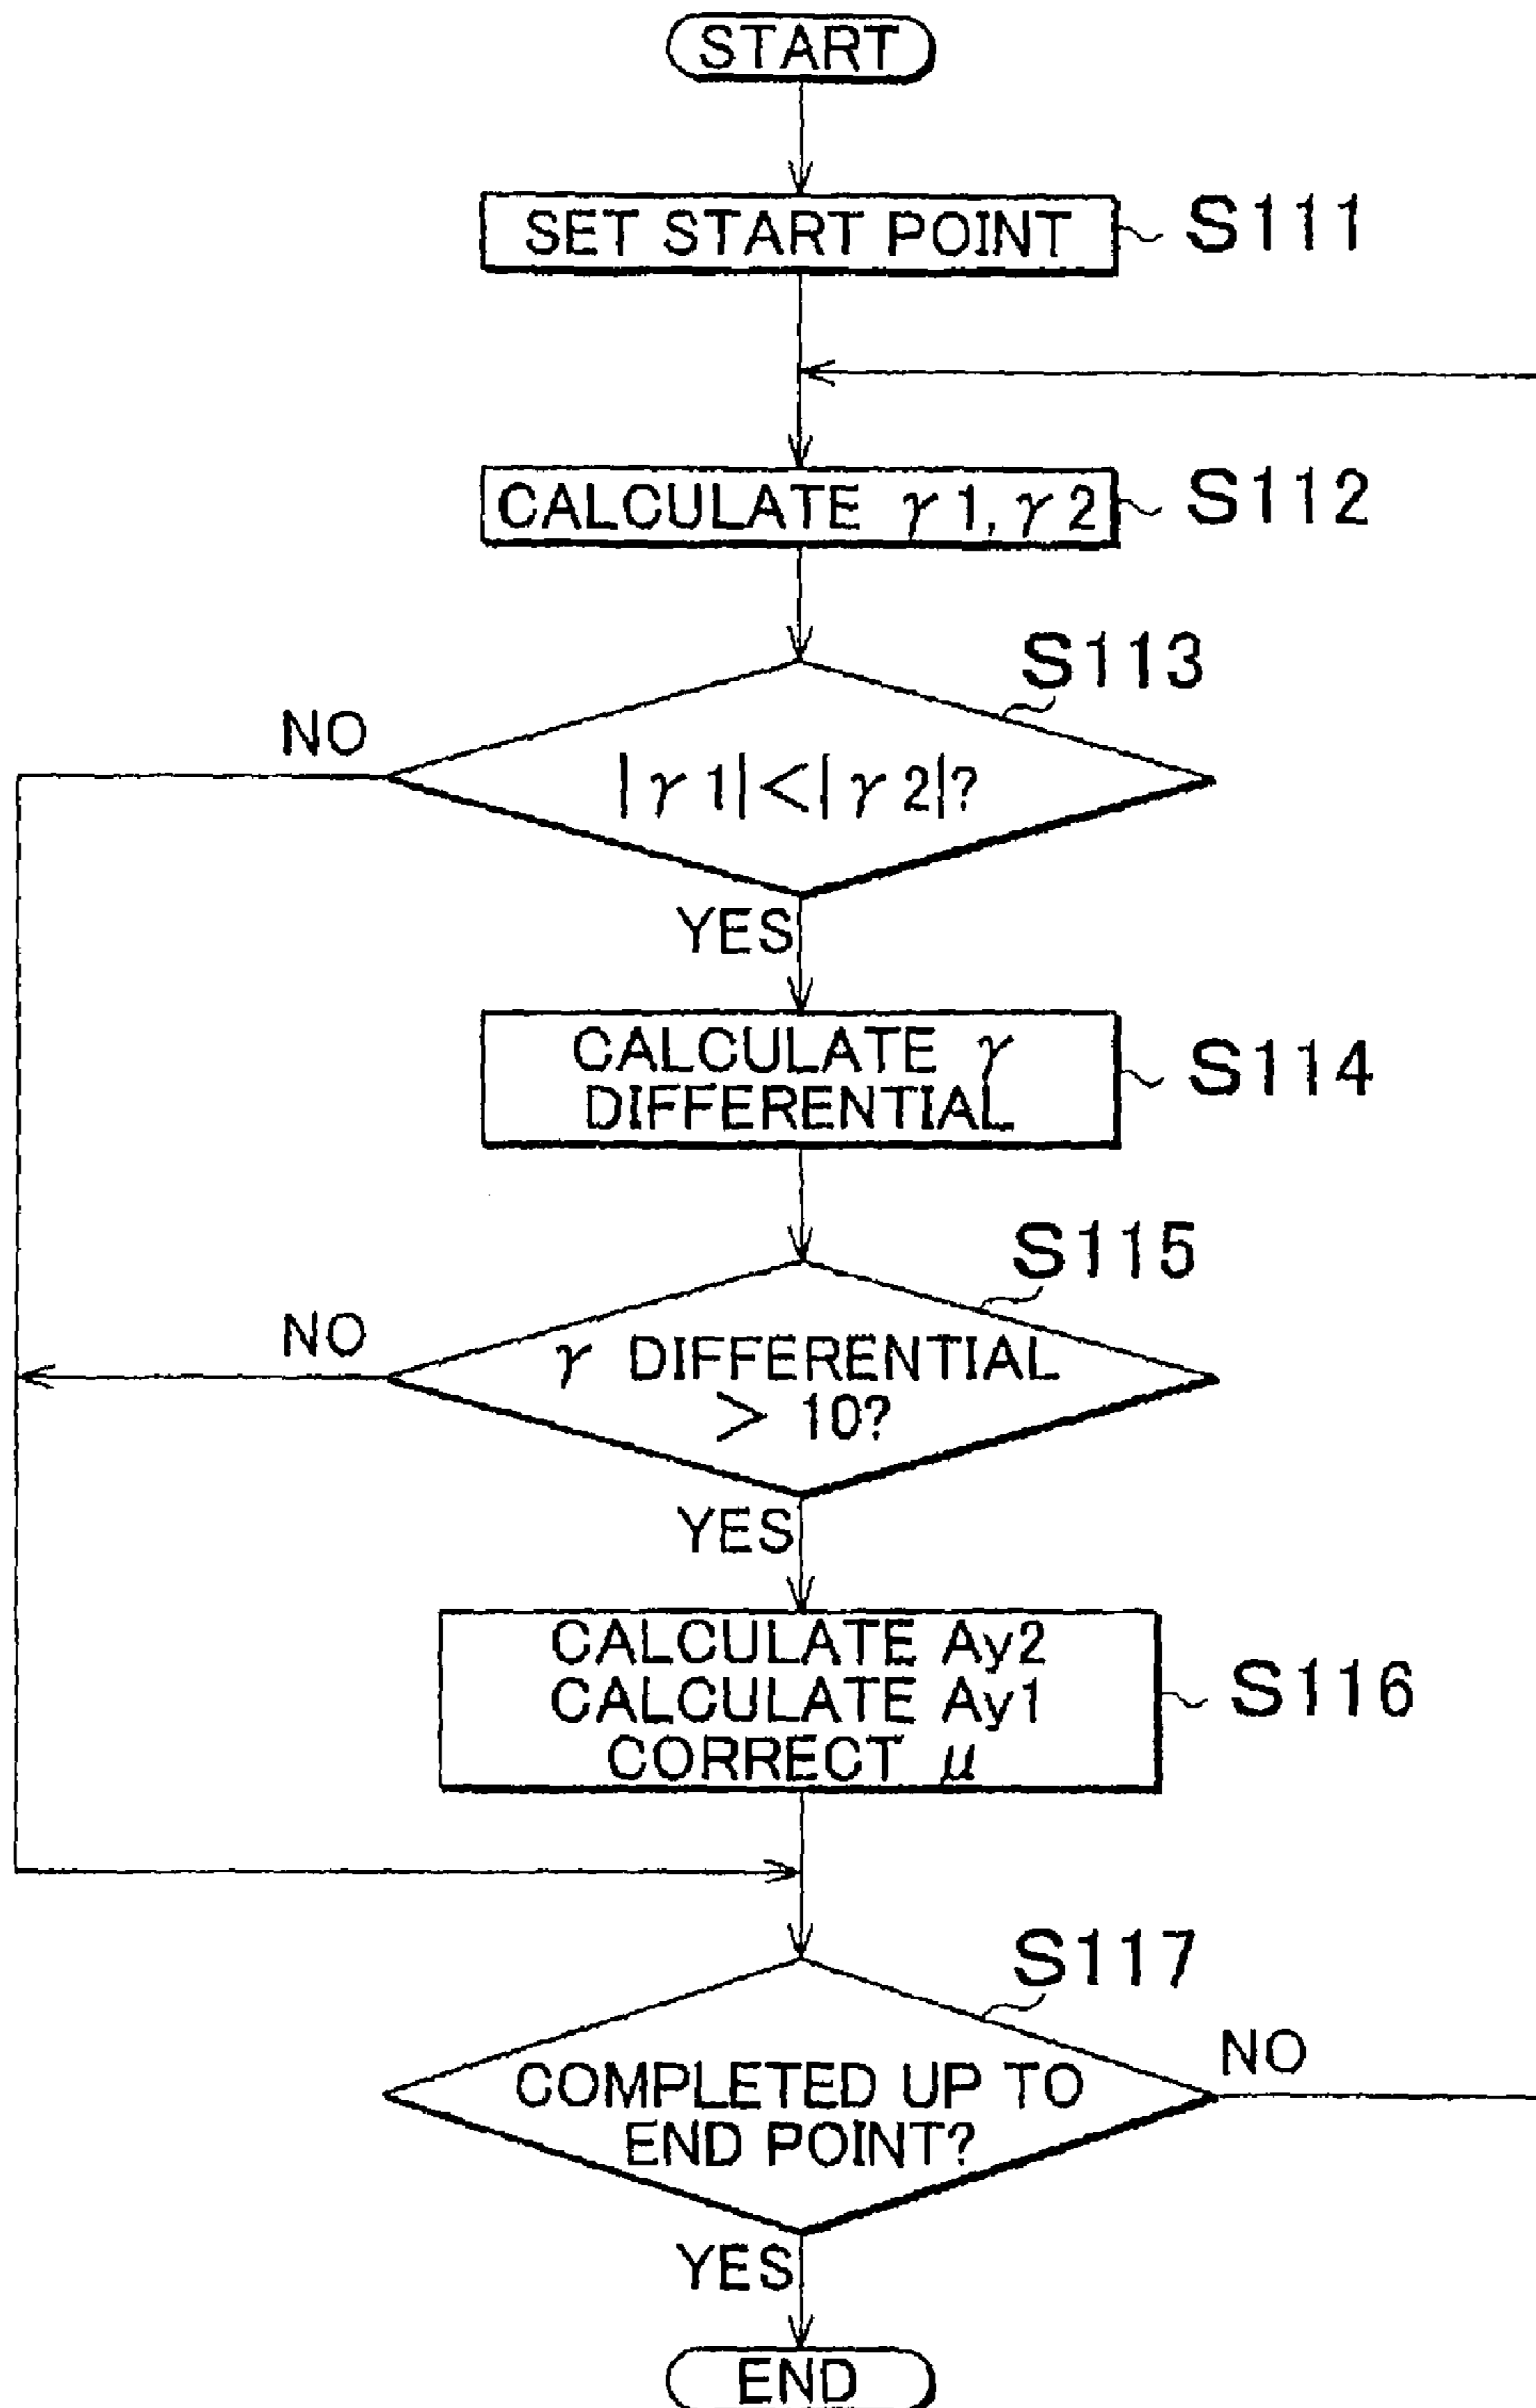 START
SET START POINT
S111
CALCULATE γ1, γ2
S112
S113
NO
|γ1|<|γ2|?
YES
CALCULATE γ
DIFFERENTIAL
S114
S115
NO
γ DIFFERENTIAL
> 10?
YES
CALCULATE Ay2
CALCULATE Ay1
CORRECT μ
S116
S117
NO
COMPLETED UP TO
END POINT?
YES
END